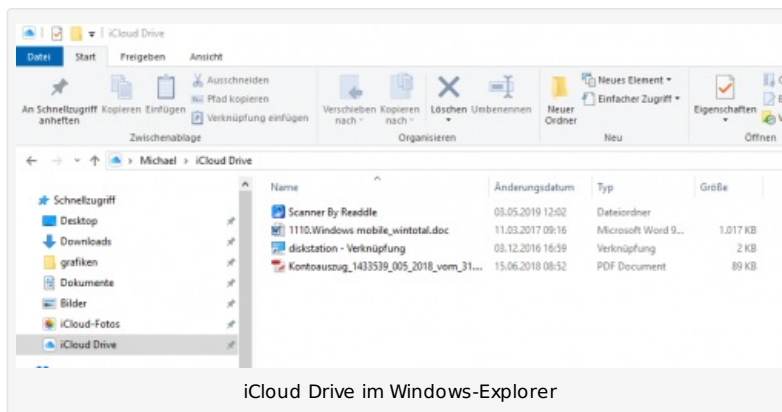 iCloud Drive
Datei Start Freigeben Ansicht
An Schnellzugriff anheften
Kopieren Einfügen
Ausschneiden
Pfad kopieren
Verknüpfung einfügen
Zwischenablage
Verschieben nach
Kopieren nach
Löschen
Umbenennen
Organisieren
Neuer Ordner
Neues Element
Einfacher Zugriff
Neu
Eigenschaften
Öffnen
Michael > iCloud Drive
Name Änderungsdatum Typ Größe
Schnellzugriff
Desktop
Downloads
grafiken
Dokumente
Bilder
iCloud-Fotos
iCloud Drive
Scanner By Readdle 03.05.2019 12:02 Dateiordner
1110.Windows mobile_wintotal.doc 11.03.2017 09:16 Microsoft Word 9... 1.017 KB
diskstation - Verknüpfung 03.12.2016 16:59 Verknüpfung 2 KB
Kontoauszug_1433539_005_2018_vom_31.... 15.06.2018 08:52 PDF Document 89 KB
iCloud Drive im Windows-Explorer